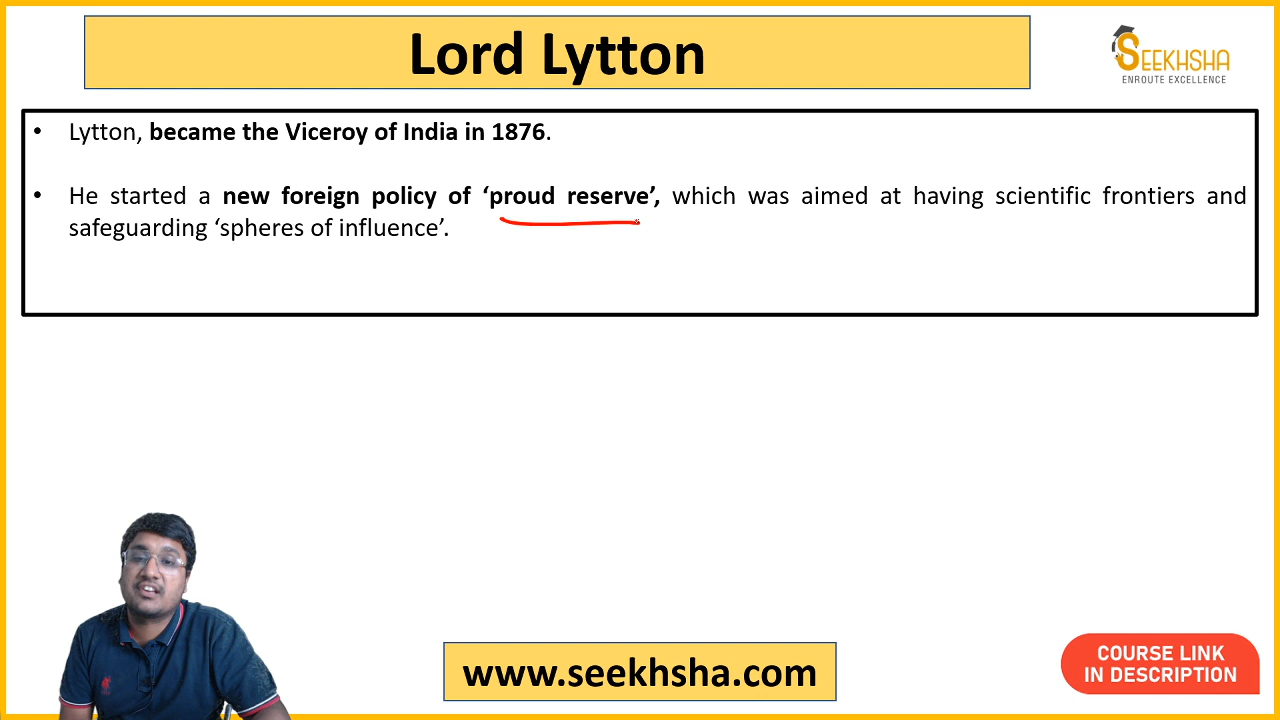 Lord Lytton
SEEKHSHA
ENROUTE EXCELLENCE
• Lytton, became the Viceroy of India in 1876.
• He started a new foreign policy of ‘proud reserve’, which was aimed at having scientific frontiers and
safeguarding ‘spheres of influence’.
www.seekhsha.com
COURSE LINK
IN DESCRIPTION